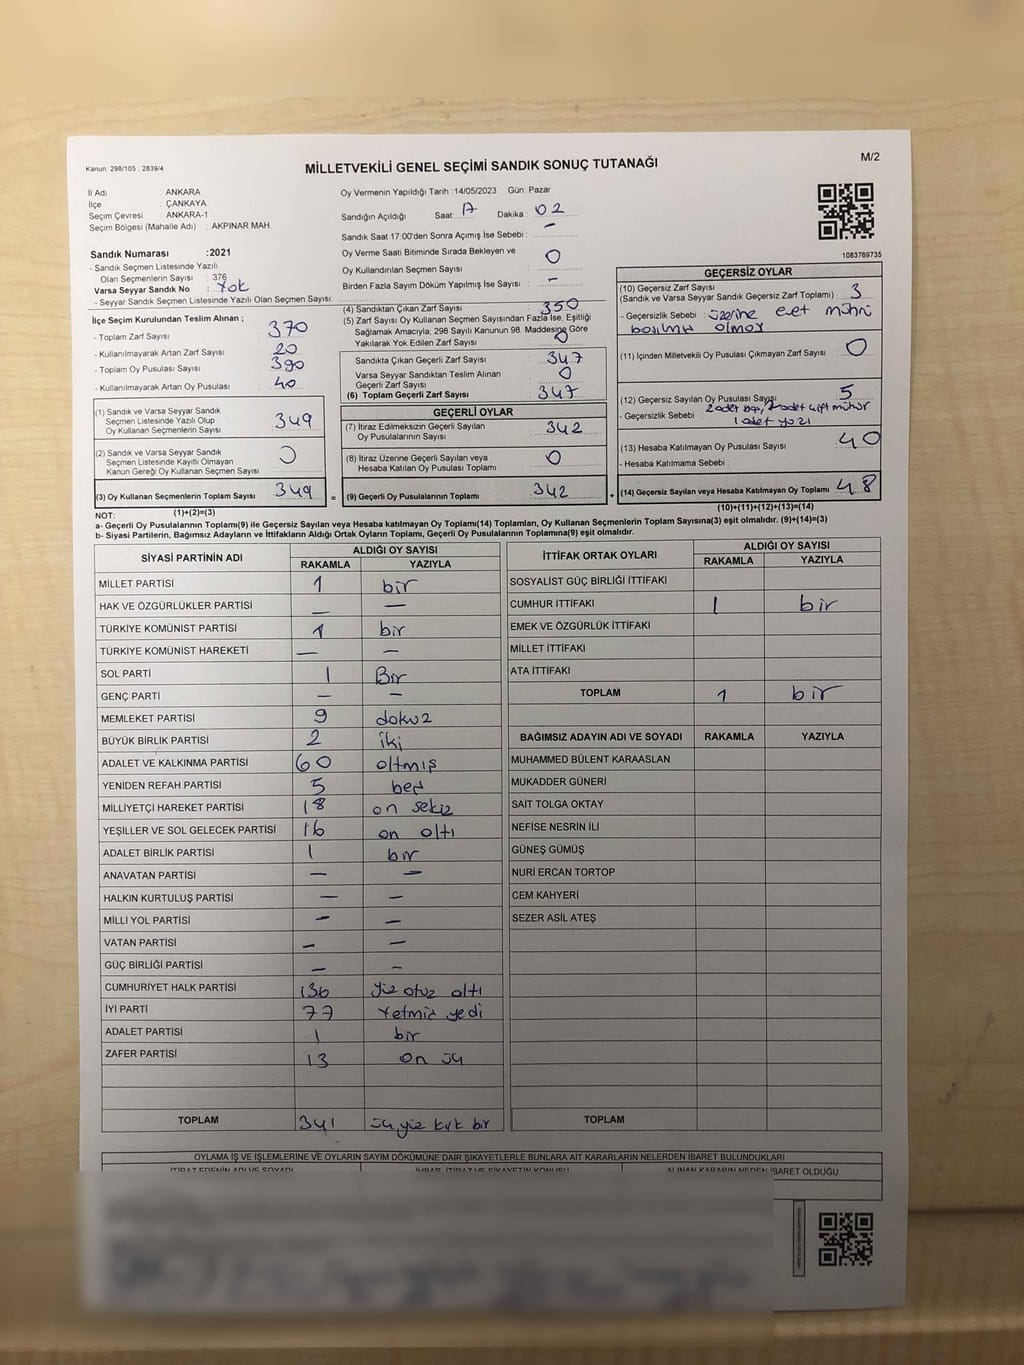 Kanun: 298/105 , 2839/4
MİLLETVEKİLİ GENEL SEÇİMİ SANDIK SONUÇ TUTANAĞI
M/2
İl Adı : ANKARA
İlçe : ÇANKAYA
Seçim Çevresi : ANKARA-1
Seçim Bölgesi (Mahalle Adı) : AKPINAR MAH.
Sandık Numarası :2021
- Sandık Seçmen Listesinde Yazılı
Olan Seçmenlerin Sayısı : 376
Varsa Seyyar Sandık No : Yok
- Seyyar Sandık Seçmen Listesinde Yazılı Olan Seçmen Sayısı:
Oy Vermenin Yapıldığı Tarih :14/05/2023 Gün: Pazar
Sandığın Açıldığı Saat: 17 Dakika : 02
Sandık Saat 17:00'den Sonra Açımış İse Sebebi : –
Oy Verme Saati Bitiminde Sırada Bekleyen ve
Oy Kullandırılan Seçmen Sayısı : 0
Birden Fazla Sayım Döküm Yapılmış İse Sayısı : –
1083769735
İlçe Seçim Kurulundan Teslim Alınan ;
- Toplam Zarf Sayısı : 370
- Kullanılmayarak Artan Zarf Sayısı : 20
- Toplam Oy Pusulası Sayısı : 390
- Kullanılmayarak Artan Oy Pusulası : 40
(1) Sandık ve Varsa Seyyar Sandık
Seçmen Listesinde Yazılı Olup
Oy Kullanan Seçmenlerin Sayısı : 349
(2) Sandık ve Varsa Seyyar Sandık
Seçmen Listesinde Kayıtlı Olmayan
Kanun Gereği Oy Kullanan Seçmen Sayısı : 0
(3) Oy Kullanan Seçmenlerin Toplam Sayısı : 349
(1)+(2)=(3)
(4) Sandıktan Çıkan Zarf Sayısı : 350
(5) Zarf Sayısı Oy Kullanan Seçmen Sayısından Fazla İse, Eşitliği
Sağlamak Amacıyla; 298 Sayılı Kanunun 98. Maddesine Göre
Yakılarak Yok Edilen Zarf Sayısı : 0
Sandıkta Çıkan Geçerli Zarf Sayısı : 347
Varsa Seyyar Sandıktan Teslim Alınan
Geçerli Zarf Sayısı : 0
(6) Toplam Geçerli Zarf Sayısı : 347
GEÇERLİ OYLAR
(7) İtiraz Edilmeksizin Geçerli Sayılan
Oy Pusulalarının Sayısı : 342
(8) İtiraz Üzerine Geçerli Sayılan veya
Hesaba Katılan Oy Pusulası Toplamı : 0
= (9) Geçerli Oy Pusulalarının Toplamı : 342
GEÇERSİZ OYLAR
(10) Geçersiz Zarf Sayısı
(Sandık ve Varsa Seyyar Sandık Geçersiz Zarf Toplamı) : 3
- Geçersizlik Sebebi : üzerine evet mührü
basılmış olması
(11) İçinden Milletvekili Oy Pusulası Çıkmayan Zarf Sayısı : 0
(12) Geçersiz Sayılan Oy Pusulası Sayısı : 5
- Geçersizlik Sebebi : 2 adet boş, 2 adet çift mühür
1 adet yazı
(13) Hesaba Katılmayan Oy Pusulası Sayısı : 40
- Hesaba Katılmama Sebebi :
+ (14) Geçersiz Sayılan veya Hesaba Katılmayan Oy Toplamı : 48
(10)+(11)+(12)+(13)=(14)
NOT:
a- Geçerli Oy Pusulalarının Toplamı(9) ile Geçersiz Sayılan veya Hesaba katılmayan Oy Toplamı(14) Toplamları, Oy Kullanan Seçmenlerin Toplam Sayısına(3) eşit olmalıdır. (9)+(14)=(3)
b- Siyasi Partilerin, Bağımsız Adayların ve İttifakların Aldığı Ortak Oyların Toplamı, Geçerli Oy Pusulalarının Toplamına(9) eşit olmalıdır.
SİYASİ PARTİNİN ADI ALDIĞI OY SAYISI
RAKAMLA YAZIYLA
MİLLET PARTİSİ 1 bir
HAK VE ÖZGÜRLÜKLER PARTİSİ – –
TÜRKİYE KOMÜNİST PARTİSİ 1 bir
TÜRKİYE KOMÜNİST HAREKETİ – –
SOL PARTİ 1 Bir
GENÇ PARTİ – –
MEMLEKET PARTİSİ 9 dokuz
BÜYÜK BİRLİK PARTİSİ 2 iki
ADALET VE KALKINMA PARTİSİ 60 altmış
YENİDEN REFAH PARTİSİ 5 beş
MİLLİYETÇİ HAREKET PARTİSİ 18 on sekiz
YEŞİLLER VE SOL GELECEK PARTİSİ 16 on altı
ADALET BİRLİK PARTİSİ 1 bir
ANAVATAN PARTİSİ – –
HALKIN KURTULUŞ PARTİSİ – –
MİLLİ YOL PARTİSİ – –
VATAN PARTİSİ – –
GÜÇ BİRLİĞİ PARTİSİ – –
CUMHURİYET HALK PARTİSİ 136 yüz otuz altı
İYİ PARTİ 77 Yetmiş yedi
ADALET PARTİSİ 1 bir
ZAFER PARTİSİ 13 on üç
TOPLAM 341 üçyüz kırk bir
İTTİFAK ORTAK OYLARI ALDIĞI OY SAYISI
RAKAMLA YAZIYLA
SOSYALİST GÜÇ BİRLİĞİ İTTİFAKI
CUMHUR İTTİFAKI 1 bir
EMEK VE ÖZGÜRLÜK İTTİFAKI
MİLLET İTTİFAKI
ATA İTTİFAKI
TOPLAM 1 bir
BAĞIMSIZ ADAYIN ADI VE SOYADI RAKAMLA YAZIYLA
MUHAMMED BÜLENT KARAASLAN
MUKADDER GÜNERİ
SAİT TOLGA OKTAY
NEFİSE NESRİN İLİ
GÜNEŞ GÜMÜŞ
NURİ ERCAN TORTOP
CEM KAHYERİ
SEZER ASİL ATEŞ
TOPLAM
OYLAMA İŞ VE İŞLEMLERİNE VE OYLARIN SAYIM DÖKÜMÜNE DAİR ŞİKAYETLERLE BUNLARA AİT KARARLARIN NELERDEN İBARET BULUNDUKLARI
İTİRAZ EDENİN ADI VE SOYADI İHBAR, İTİRAZ VE ŞİKAYETİN KONUSU ALINAN KARARIN NEDEN İBARET OLDUĞU